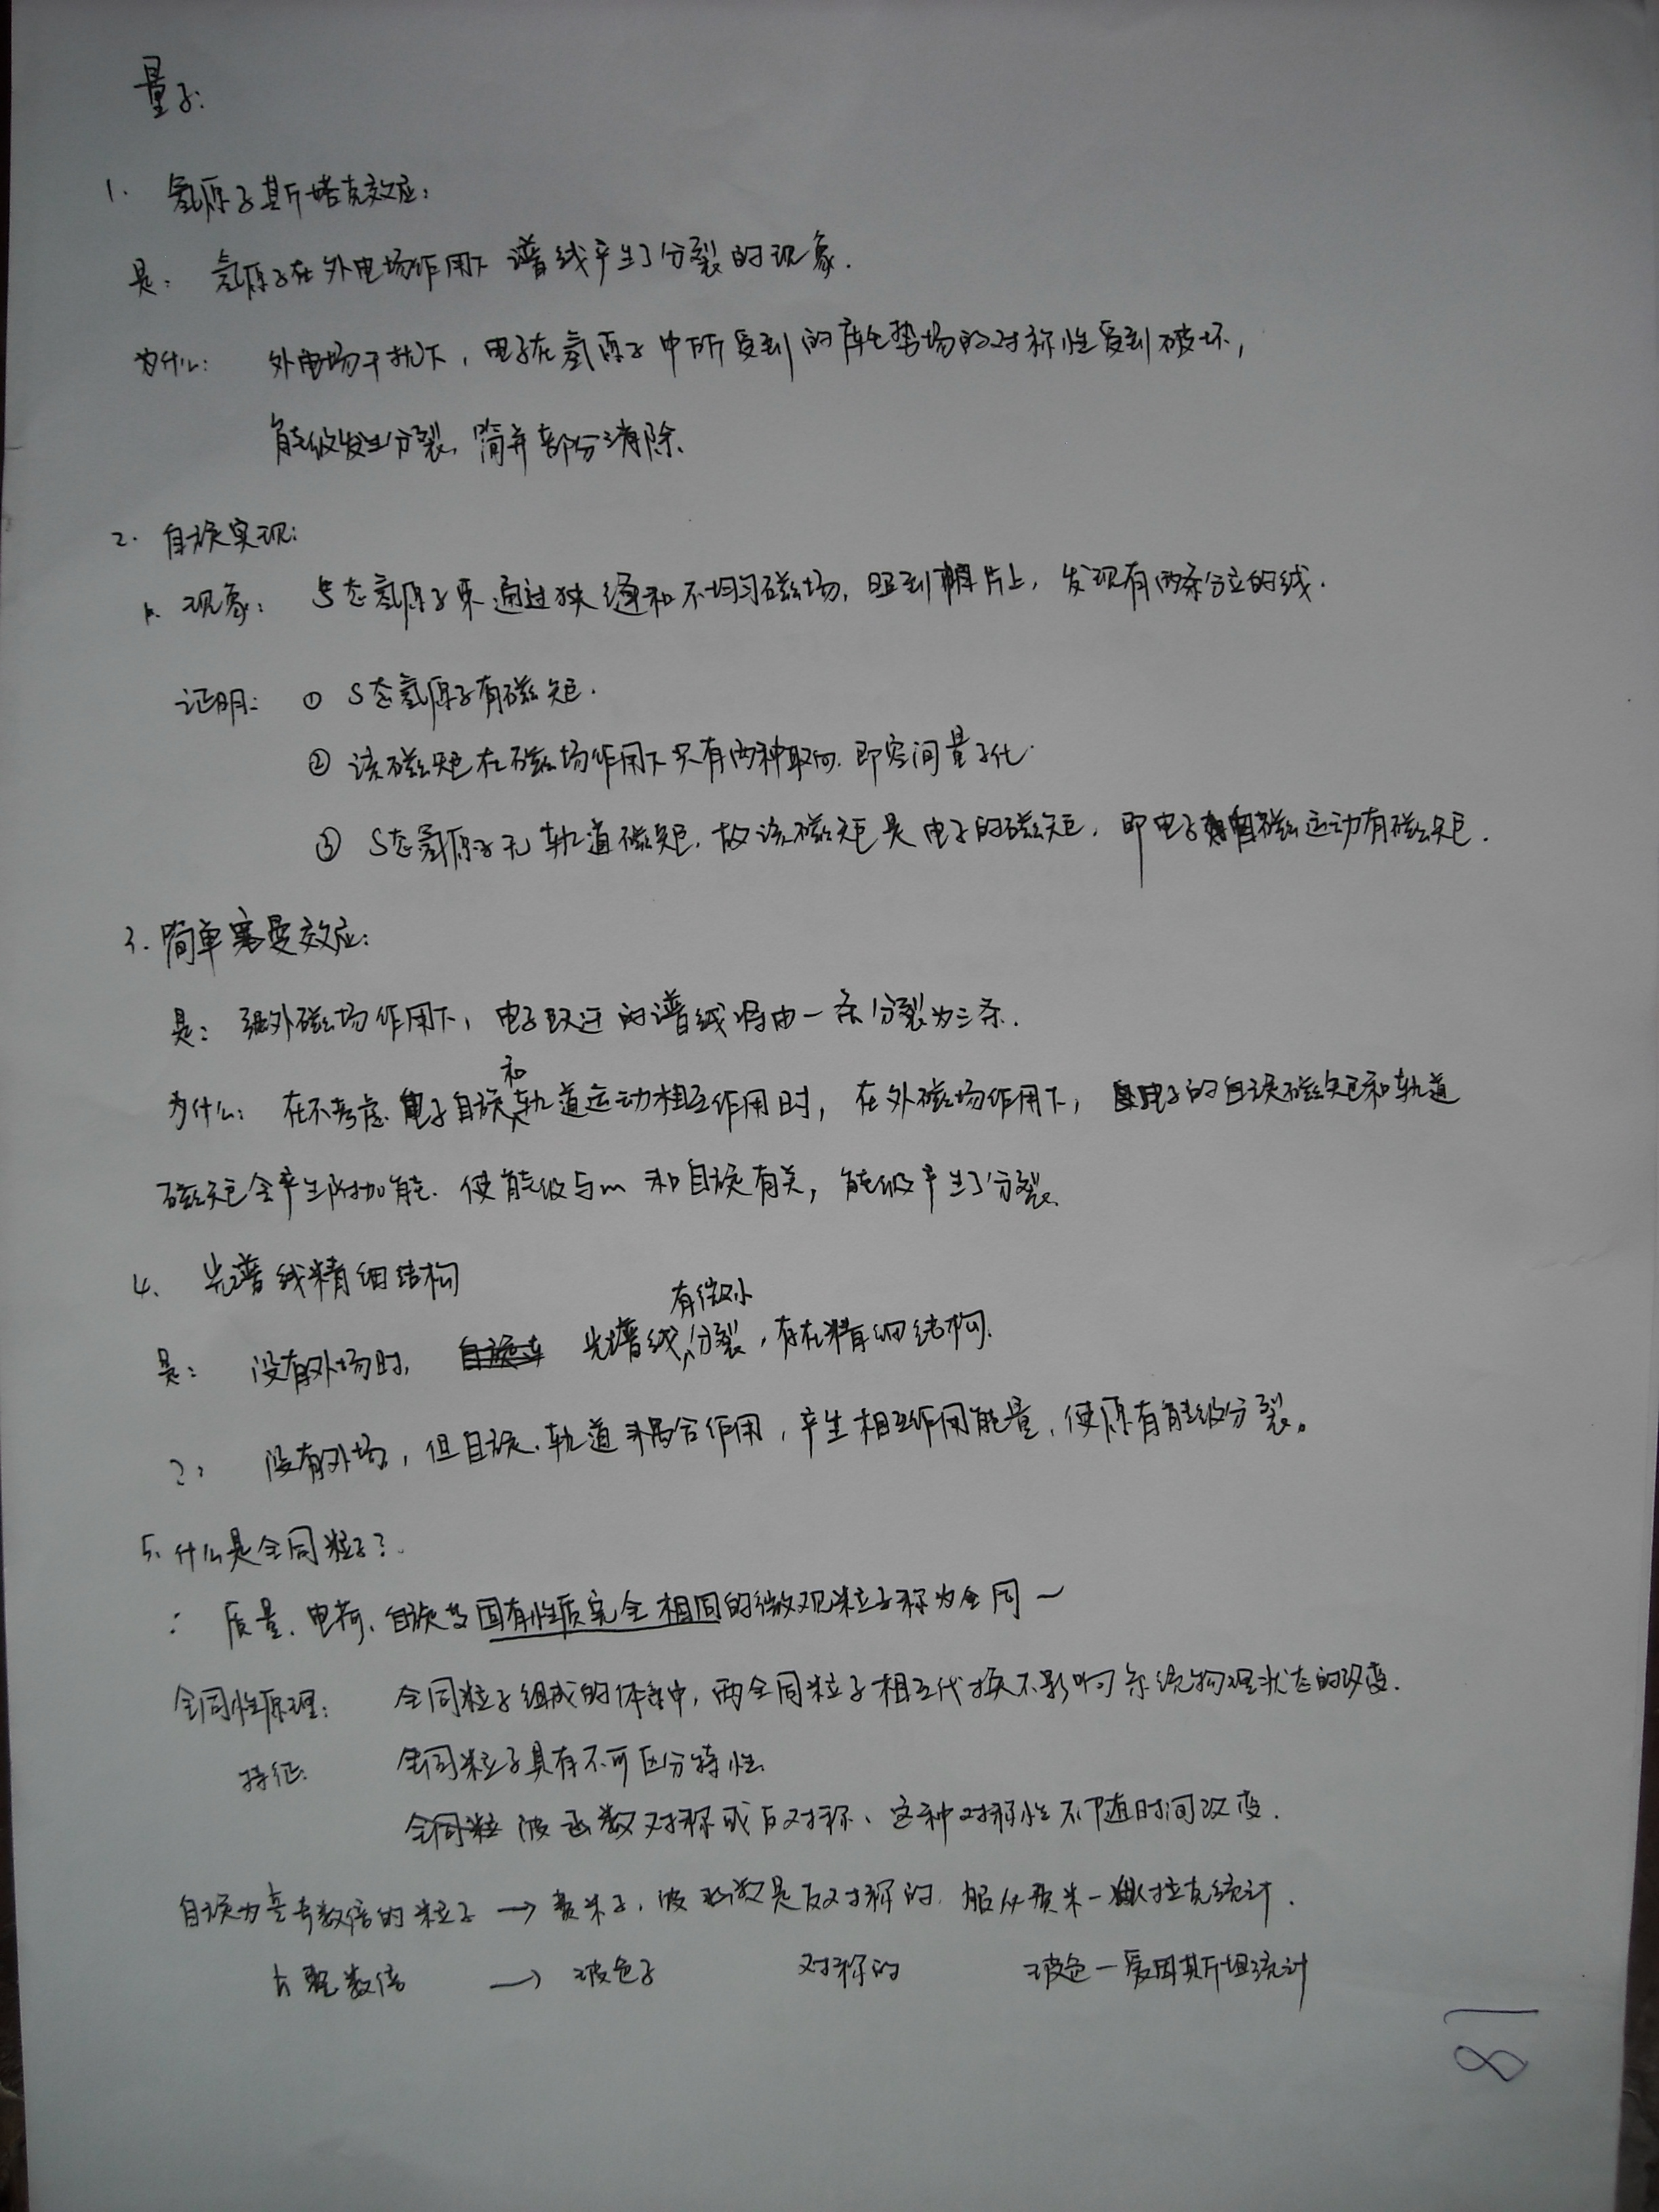 量子:
1. 氢原子斯塔克效应:
是: 氢原子在外电场作用下谱线产生了分裂的现象.
为什么: 外电场干扰下, 电子在氢原子中所受到的库仑势场的对称性受到破坏,
能级发生分裂, 简并部分消除.
2. 自旋实现:
现象: S态氢原子束通过狭缝和不均匀磁场, 照到片上, 发现有两条分立的线.
证明: ① S态氢原子有磁矩.
② 该磁矩在磁场作用下只有两种取向. 即空间量子化.
③ S态氢原子无轨道磁矩. 故该磁矩是电子的磁矩, 即电子自磁运动有磁矩.
3. 简单塞曼效应:
是: 强外磁场作用下, 电子跃迁的谱线将由一条分裂为三条.
为什么: 在不考虑电子自旋和轨道运动相互作用时, 在外磁场作用下, 电子的自旋磁矩和轨道
磁矩会产生附加能. 使能级与m和自旋有关, 能级产生了分裂.
4. 光谱线精细结构
是: 没有外场时, 光谱线有微小分裂, 存在精细结构.
?: 没有外场, 但自旋.轨道耦合作用, 产生相互作用能量, 使原有能级分裂。
5. 什么是全同粒子?
: 质量、电荷、自旋等固有性质完全相同的微观粒子称为全同~
全同性原理: 全同粒子组成的体系中, 两全同粒子相互代换不影响系统物理状态的改变.
特征: 全同粒子具有不可区分特性.
波函数对称或反对称、这种对称性不随时间改变.
自旋为奇数倍的粒子 → 费米子, 波函数是反对称的. 服从费米-狄拉克统计.
整数倍 → 玻色子 对称的 玻色-爱因斯坦统计
81